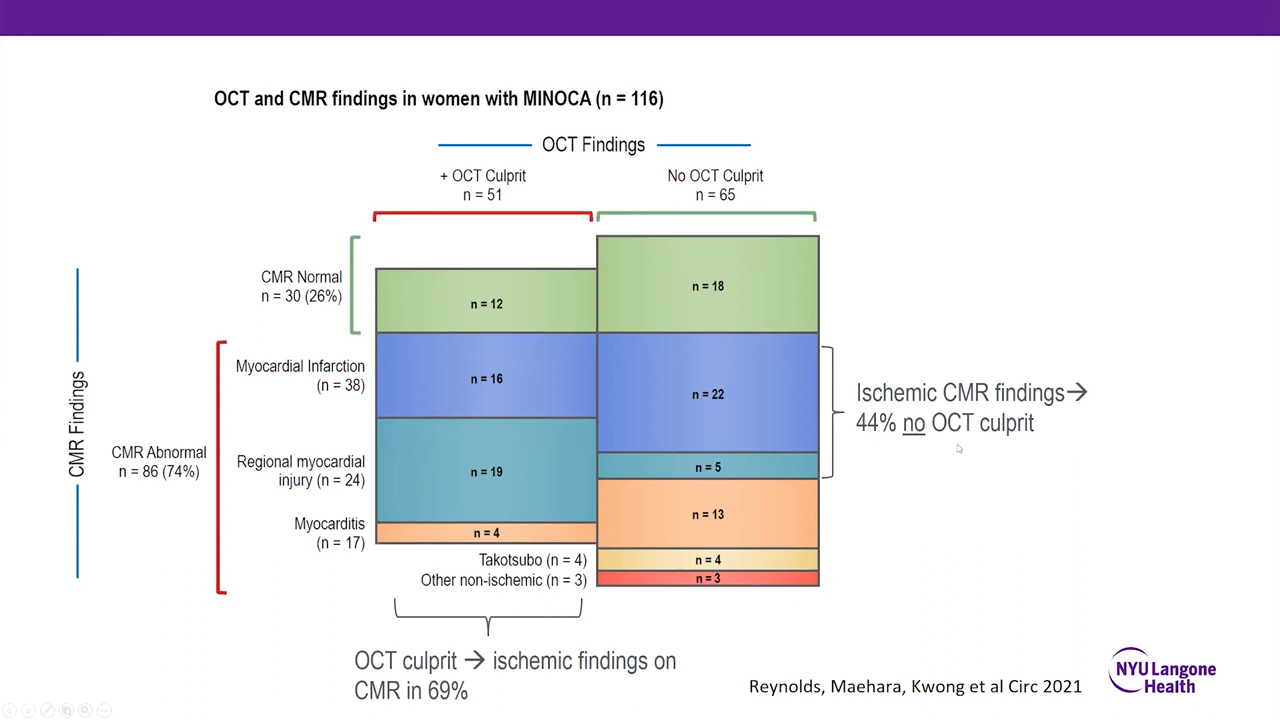 OCT and CMR findings in women with MINOCA (n = 116)
OCT Findings
+ OCT Culprit
n = 51
No OCT Culprit
n = 65
CMR Findings
CMR Normal
n = 30 (26%)
n = 12
n = 18
CMR Abnormal
n = 86 (74%)
Myocardial Infarction
(n = 38)
n = 16
n = 22
Regional myocardial
injury (n = 24)
n = 19
n = 5
Myocarditis
(n = 17)
n = 4
n = 13
Takotsubo (n = 4)
n = 4
Other non-ischemic (n = 3)
n = 3
Ischemic CMR findings→
44% no OCT culprit
OCT culprit → ischemic findings on
CMR in 69%
Reynolds, Maehara, Kwong et al Circ 2021
NYU Langone
Health